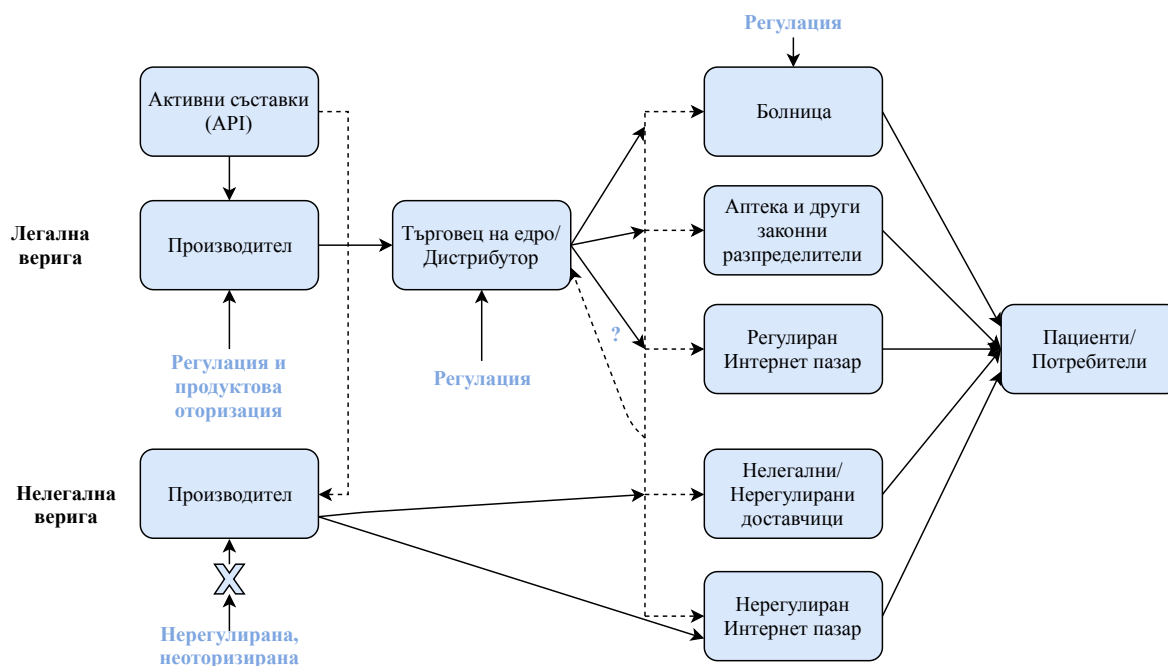 Регулация
Активни съставки
(API)
Болница
Легална
верига
Производител
Търговец на едро/
Дистрибутор
Аптека и други
законни
разпределители
?
Регулиран
Интернет пазар
Пациенти/
Потребители
Регулация и
продуктова
оторизация
Регулация
Нелегална
верига
Производител
Нелегални/
Нерегулирани
доставчици
X
Нерегулиран
Интернет пазар
Нерегулирана,
неоторизирана